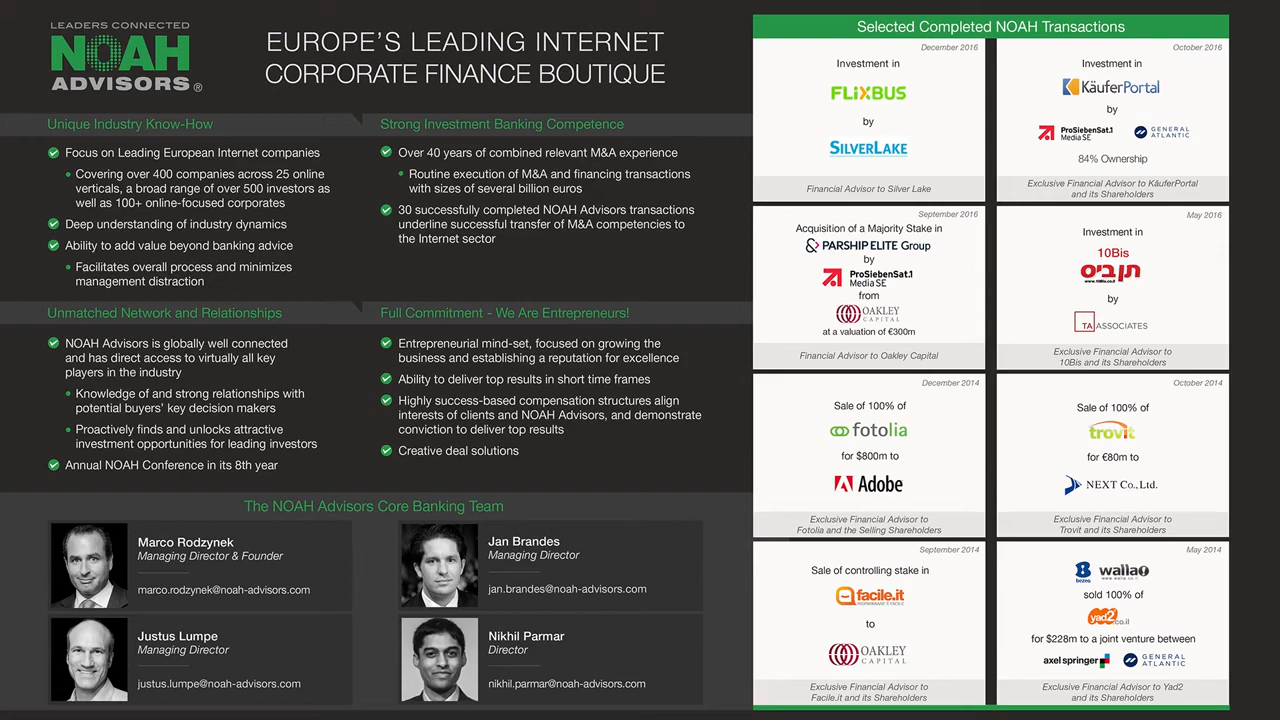 LEADERS CONNECTED
NOAH
ADVISORS®
EUROPE'S LEADING INTERNET
CORPORATE FINANCE BOUTIQUE
Unique Industry Know-How
Focus on Leading European Internet companies
Covering over 400 companies across 25 online
verticals, a broad range of over 500 investors as
well as 100+ online-focused corporates
Deep understanding of industry dynamics
Ability to add value beyond banking advice
Facilitates overall process and minimizes
management distraction
Strong Investment Banking Competence
Over 40 years of combined relevant M&A experience
Routine execution of M&A and financing transactions
with sizes of several billion euros
30 successfully completed NOAH Advisors transactions
underline successful transfer of M&A competencies to
the Internet sector
Unmatched Network and Relationships
NOAH Advisors is globally well connected
and has direct access to virtually all key
players in the industry
Knowledge of and strong relationships with
potential buyers' key decision makers
Proactively finds and unlocks attractive
investment opportunities for leading investors
Annual NOAH Conference in its 8th year
Full Commitment - We Are Entrepreneurs!
Entrepreneurial mind-set, focused on growing the
business and establishing a reputation for excellence
Ability to deliver top results in short time frames
Highly success-based compensation structures align
interests of clients and NOAH Advisors, and demonstrate
conviction to deliver top results
Creative deal solutions
The NOAH Advisors Core Banking Team
Marco Rodzynek
Managing Director & Founder
marco.rodzynek@noah-advisors.com
Jan Brandes
Managing Director
jan.brandes@noah-advisors.com
Justus Lumpe
Managing Director
justus.lumpe@noah-advisors.com
Nikhil Parmar
Director
nikhil.parmar@noah-advisors.com
Selected Completed NOAH Transactions
December 2016
Investment in
FLiXBUS
by
SILVERLAKE
Financial Advisor to Silver Lake
October 2016
Investment in
KäuferPortal
by
ProSiebenSat.1
Media SE
GENERAL
ATLANTIC
84% Ownership
Exclusive Financial Advisor to KäuferPortal
and its Shareholders
September 2016
Acquisition of a Majority Stake in
PARSHIP ELITE Group
by
ProSiebenSat.1
Media SE
from
OAKLEY
CAPITAL
at a valuation of €300m
Financial Advisor to Oakley Capital
May 2016
Investment in
10Bis
תן ביס
www.10Bis.co.il
by
TA ASSOCIATES
Exclusive Financial Advisor to
10Bis and its Shareholders
December 2014
Sale of 100% of
fotolia
for $800m to
Adobe
Exclusive Financial Advisor to
Fotolia and the Selling Shareholders
October 2014
Sale of 100% of
trovit
for €80m to
NEXT Co., Ltd.
Exclusive Financial Advisor to
Trovit and its Shareholders
September 2014
Sale of controlling stake in
facile.it
RISPARMIARE È FACILE
to
OAKLEY
CAPITAL
Exclusive Financial Advisor to
Facile.it and its Shareholders
May 2014
bezeq
walla!
www.walla.co.il
sold 100% of
yad2.co.il
for $228m to a joint venture between
axel springer
GENERAL
ATLANTIC
Exclusive Financial Advisor to Yad2
and its Shareholders